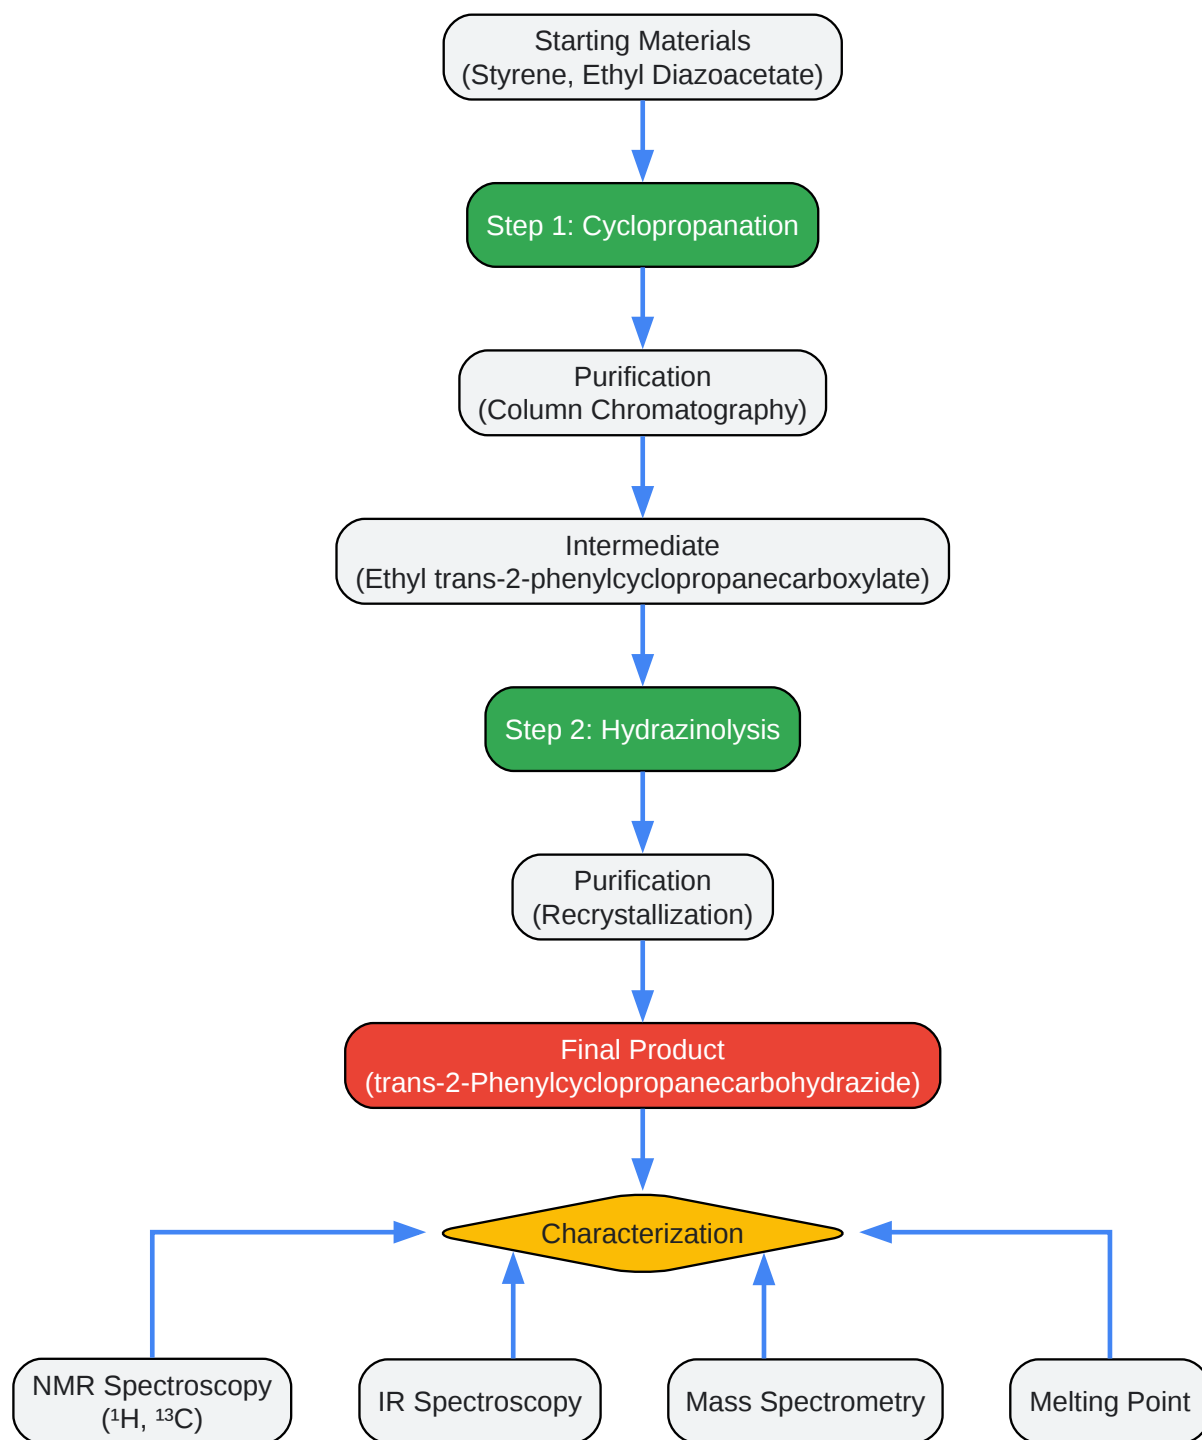 Starting Materials
(Styrene, Ethyl Diazoacetate)
Step 1: Cyclopropanation
Purification
(Column Chromatography)
Intermediate
(Ethyl trans-2-phenylcyclopropanecarboxylate)
Step 2: Hydrazinolysis
Purification
(Recrystallization)
Final Product
(trans-2-Phenylcyclopropanecarbohydrazide)
Characterization
NMR Spectroscopy
(¹H, ¹³C)
IR Spectroscopy
Mass Spectrometry
Melting Point